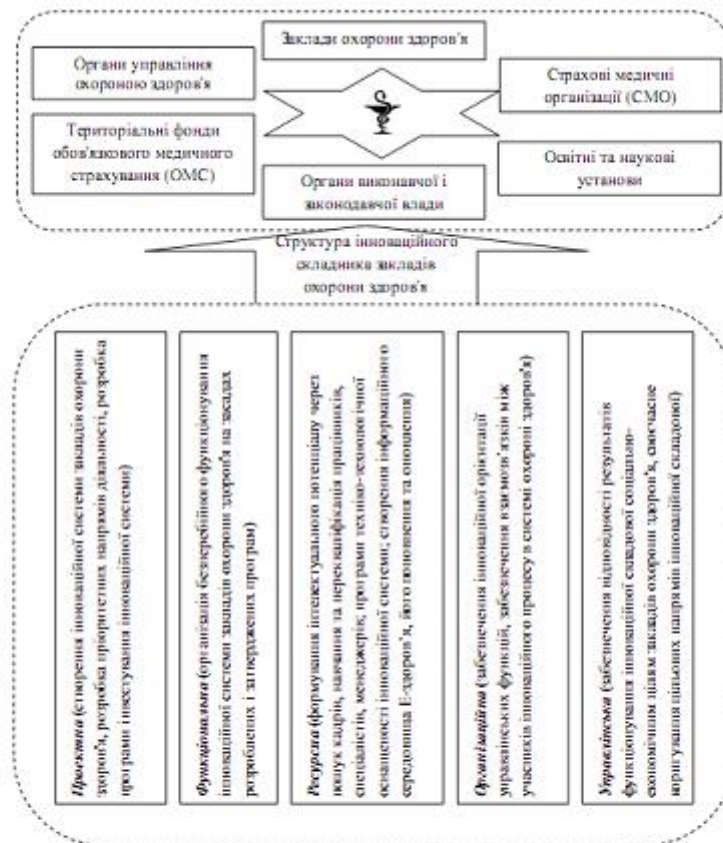 Заклади охорони здоров'я
Органи управління
охороною здоров'я
Страхові медичні
організації (СМО)
Територіальні фонди
обов'язкового медичного
страхування (ОМС)
Освітні та наукові
установи
Органи виконавчої і
законодавчої влади
Структура інноваційного
складника закладів
охорони здоров'я
Проектна (створення інноваційної системи закладів охорони
здоров'я, розробка пріоритетних напрямів діяльності, розробка
програми інвестування інноваційної системи)
Функціональна (організація безперебійного функціонування
інноваційної системи закладів охорони здоров'я на засадах
розроблених і затверджених програм)
Ресурсна (формування інтелектуального потенціалу через
пошук кадрів, навчання та перекваліфікація працівників,
спеціалістів, менеджерів, програми техніко-технологічної
оснащеності інноваційної системи; створення інформаційного
середовища Е-здоров'я, його поповнення та оновлення)
Організаційна (забезпечення інноваційної орієнтації
управлінських функцій, забезпечення взаємозв'язків між
учасників інноваційного процесу в системі охороні здоров'я)
Управлінська (забезпечення відповідності результатів
функціонування інноваційної складової соціально-
економічним цілям закладів охорони здоров'я, своєчасне
коригування цільових напрямів інноваційної складової)